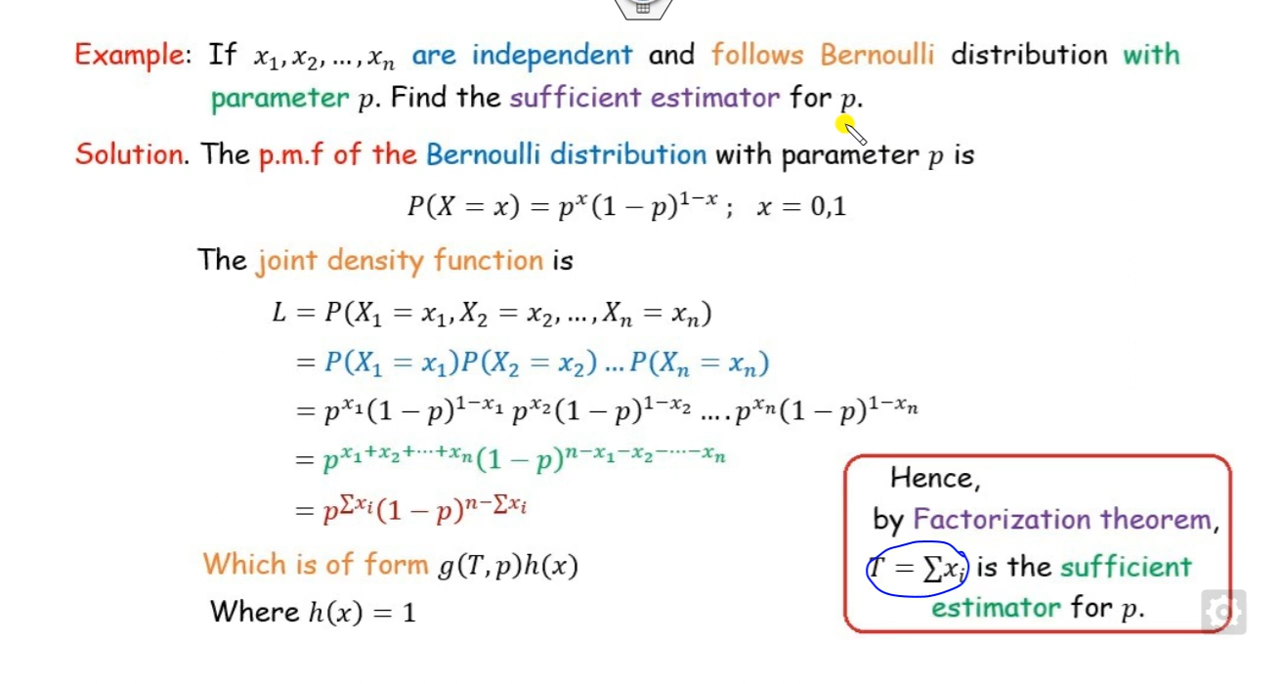 Example: If x₁, x₂, ..., xₙ are independent and follows Bernoulli distribution with
parameter p. Find the sufficient estimator for p.
Solution. The p.m.f of the Bernoulli distribution with parameter p is
P(X = x) = pˣ(1 − p)¹⁻ˣ ; x = 0,1
The joint density function is
L = P(X₁ = x₁, X₂ = x₂, ..., Xₙ = xₙ)
= P(X₁ = x₁)P(X₂ = x₂) ... P(Xₙ = xₙ)
= p^{x₁}(1 − p)^{1−x₁} p^{x₂}(1 − p)^{1−x₂} .... p^{xₙ}(1 − p)^{1−xₙ}
= p^{x₁+x₂+⋯+xₙ}(1 − p)^{n−x₁−x₂−⋯−xₙ}
= p^{∑xᵢ}(1 − p)^{n−∑xᵢ}
Which is of form g(T, p)h(x)
Where h(x) = 1
Hence,
by Factorization theorem,
T = ∑xᵢ is the sufficient
estimator for p.